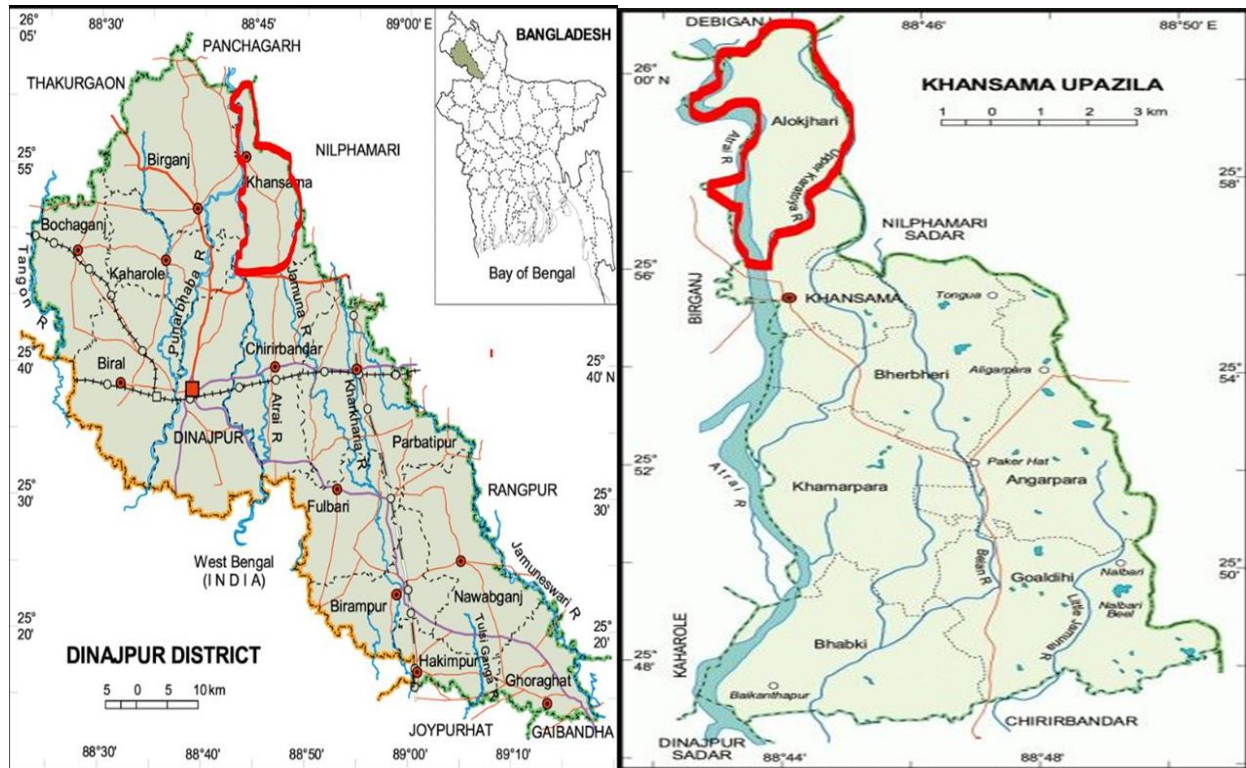 88°30'
88°45'
89°00' E
26°
05'
PANCHAGARH
THAKURGAON
BANGLADESH
Bay of Bengal
NILPHAMARI
25°
55'
Birganj
Khansama
Bochaganj
Kaharole
Tangon R
Punarbhaba R
Jamuna R
25°
40'
Biral
Chirirbandar
25°
40' N
Atrai R
Kharkharia R
DINAJPUR
Parbatipur
RANGPUR
25°
30'
Fulbari
25°
30'
West Bengal
(INDIA)
Jamuneswari R
Birampur
Nawabganj
25°
20'
25°
20'
Tulsi Ganga R
DINAJPUR DISTRICT
Hakimpur
Ghoraghat
5 0 5 10 km
JOYPURHAT
GAIBANDHA
88°30'
88°40'
88°50'
89°00'
89°10'
DEBIGANJ
88°46'
88°50' E
26°
00' N
KHANSAMA UPAZILA
1 0 1 2 3 km
Alokjhari
Atrai R
Upper Karatoya R
25°
58'
NILPHAMARI
SADAR
25°
56'
BIRGANJ
KHANSAMA
Tongua
Bherbheri
Aligarpara
25°
54'
25°
52'
Paker Hat
Atrai R
Khamarpara
Angarpara
Belan R
Goaldihi
Nalbari
25°
50'
Nalbari
Beel
Little Jamuna R
KAHAROLE
25°
48'
Bhabki
Baikanthapur
CHIRIRBANDAR
DINAJPUR
SADAR
88°44'
88°48'